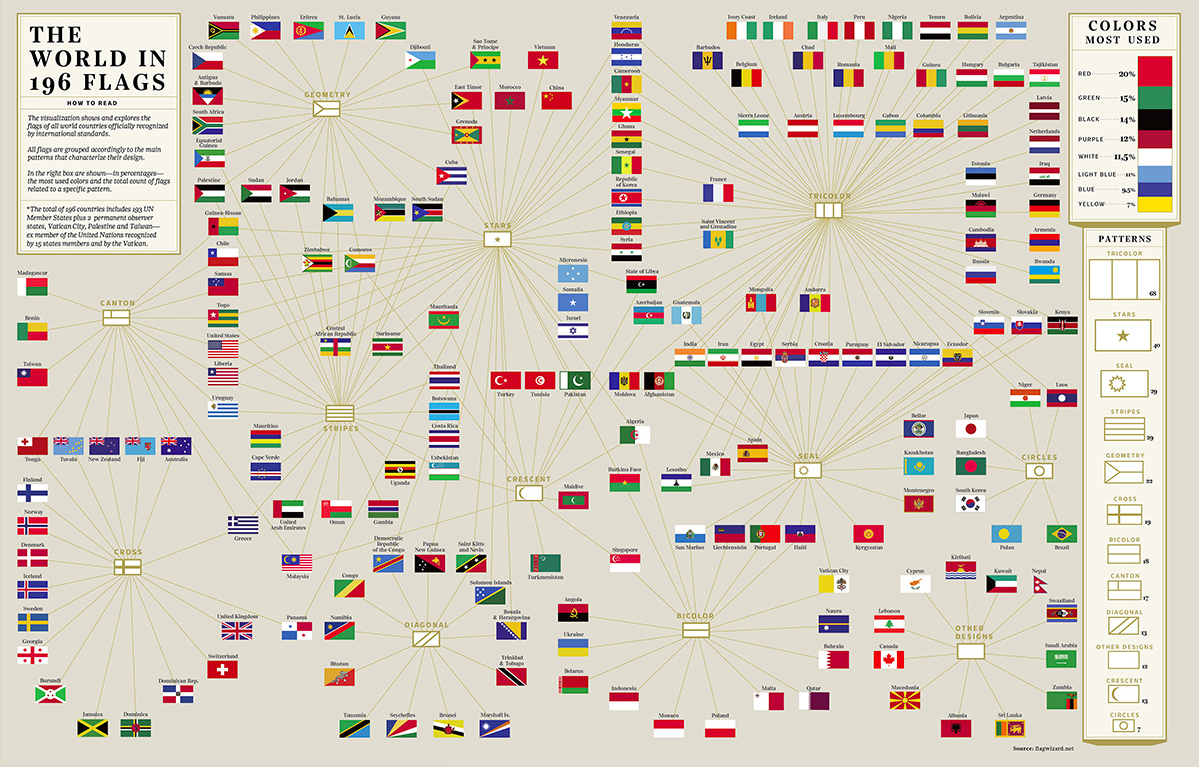 THE
WORLD IN
196 FLAGS
HOW TO READ
The visualization shows and explores the
flags of all world countries officially recognized
by international standards.
All flags are grouped accordingly to the main
patterns that characterize their design.
In the right box are shown—in percentages—
the most used colors and the total count of flags
related to a specific pattern.
*The total of 196 countries includes 193 UN
Member States plus 2 permanent observer
states, Vatican City, Palestine and Taiwan—
ex member of the United Nations recognized
by 15 states members and by the Vatican.
Vanuatu
Philippines
Eritreo
St. Lucia
Guyana
Czech Republic
Djibouti
Sao Tome
& Principe
Vietnam
Antigua
& Barbuda
GEOMETRY
East Timor
Morocco
China
South Africa
Grenada
Equatorial
Guinea
Cuba
Palestine
Sudan
Jordan
Bahamas
Mozambique
South Sudan
Guinea-Bissau
STARS
Chile
Zimbabwe
Comoros
Samoa
Togo
United States
Liberia
Uruguay
Madagascar
CANTON
Benin
Taiwan
Mauritania
Central
African Republic
Suriname
Thailand
STRIPES
Botswana
Costa Rica
Uzbekistan
Mauritius
Cape Verde
Uganda
Tonga
Tuvalu
New Zealand
Fiji
Australia
Venezuela
Honduras
Cameroon
Myanmar
Ghana
Senegal
Republic
of Korea
Ethiopia
Syria
Micronesia
Somalia
Israel
State of Libya
Azerbaijan
Guatemala
Turkey
Tunisia
Pakistan
Moldova
Afghanistan
Ivory Coast
Ireland
Italy
Peru
Nigeria
Yemen
Bolivia
Argentina
Barbados
Belgium
Chad
Romania
Mali
Guinea
Hungary
Bulgaria
Tajikistan
Latvia
Sierra Leone
Austria
Luxembourg
Gabon
Colombia
Lithuania
Netherlands
Estonia
Iraq
France
TRICOLOR
Malawi
Germany
Saint Vincent
and Grenadine
Cambodia
Armenia
Russia
Rwanda
Mongolia
Andorra
Slovenia
Slovakia
Kenya
India
Iran
Egypt
Serbia
Croatia
Paraguay
El Salvador
Nicaragua
Ecuador
Niger
Laos
Algeria
Spain
Mexico
SEAL
Burkina Faso
Lesotho
Belize
Japan
Kazakhstan
Bangladesh
CIRCLES
Montenegro
South Korea
San Marino
Liechtenstein
Portugal
Haiti
Kyrgystan
Palau
Brazil
CRESCENT
Maldive
Finland
Norway
Denmark
Iceland
Sweden
Georgia
CROSS
Greece
United
Arab Emirates
Oman
Gambia
Malaysia
Democratic
Republic
of the Congo
Papua
New Guinea
Saint Kitts
and Nevis
Turkmenistan
Singapore
Congo
Solomon Islands
Angola
United Kingdom
Panama
Namibia
DIAGONAL
Bosnia
& Herzegovina
Ukraine
BICOLOR
Switzerland
Bhutan
Trinidad
& Tobago
Belarus
Burundi
Dominican Rep.
Jamaica
Dominica
Tanzania
Seychelles
Brunei
Marshall Is.
Indonesia
Monaco
Poland
Malta
Qatar
Vatican City
Nauru
Bahrain
Cyprus
Kiribati
Kuwait
Nepal
Lebanon
OTHER
DESIGNS
Swaziland
Canada
Saudi Arabia
Macedonia
Zambia
Albania
Sri Lanka
Source: flagwizard.net
COLORS
MOST USED
RED 20%
GREEN 15%
BLACK 14%
PURPLE 12%
WHITE 11,5%
LIGHT BLUE 11%
BLUE 9,5%
YELLOW 7%
PATTERNS
TRICOLOR
68
STARS
40
SEAL
29
STRIPES
29
GEOMETRY
22
CROSS
19
BICOLOR
18
CANTON
17
DIAGONAL
13
OTHER DESIGNS
12
CRESCENT
13
CIRCLES
7